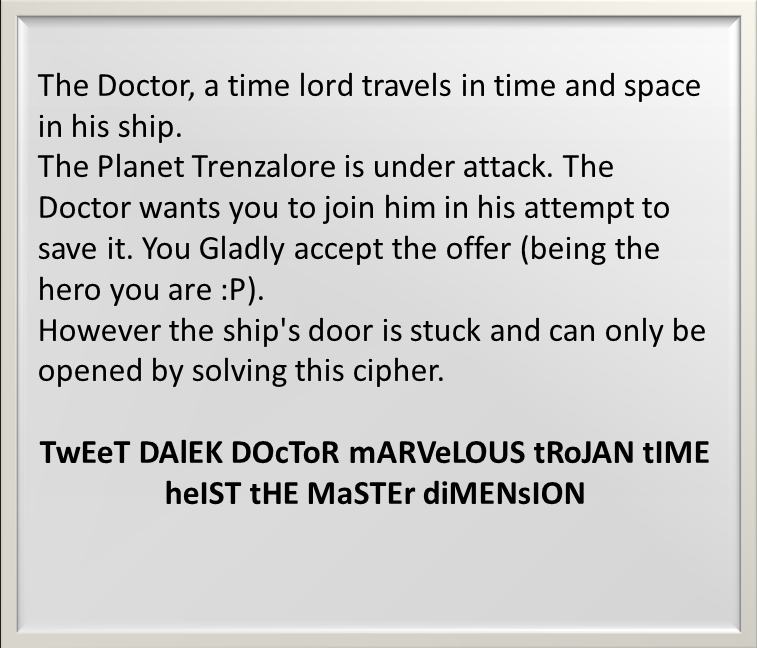 The Doctor, a time lord travels in time and space
in his ship.
The Planet Trenzalore is under attack. The
Doctor wants you to join him in his attempt to
save it. You Gladly accept the offer (being the
hero you are :P).
However the ship's door is stuck and can only be
opened by solving this cipher.
TwEeT DAlEK DOcToR mARVeLOUS tRoJAN tIME
heIST tHE MaSTEr diMENsION